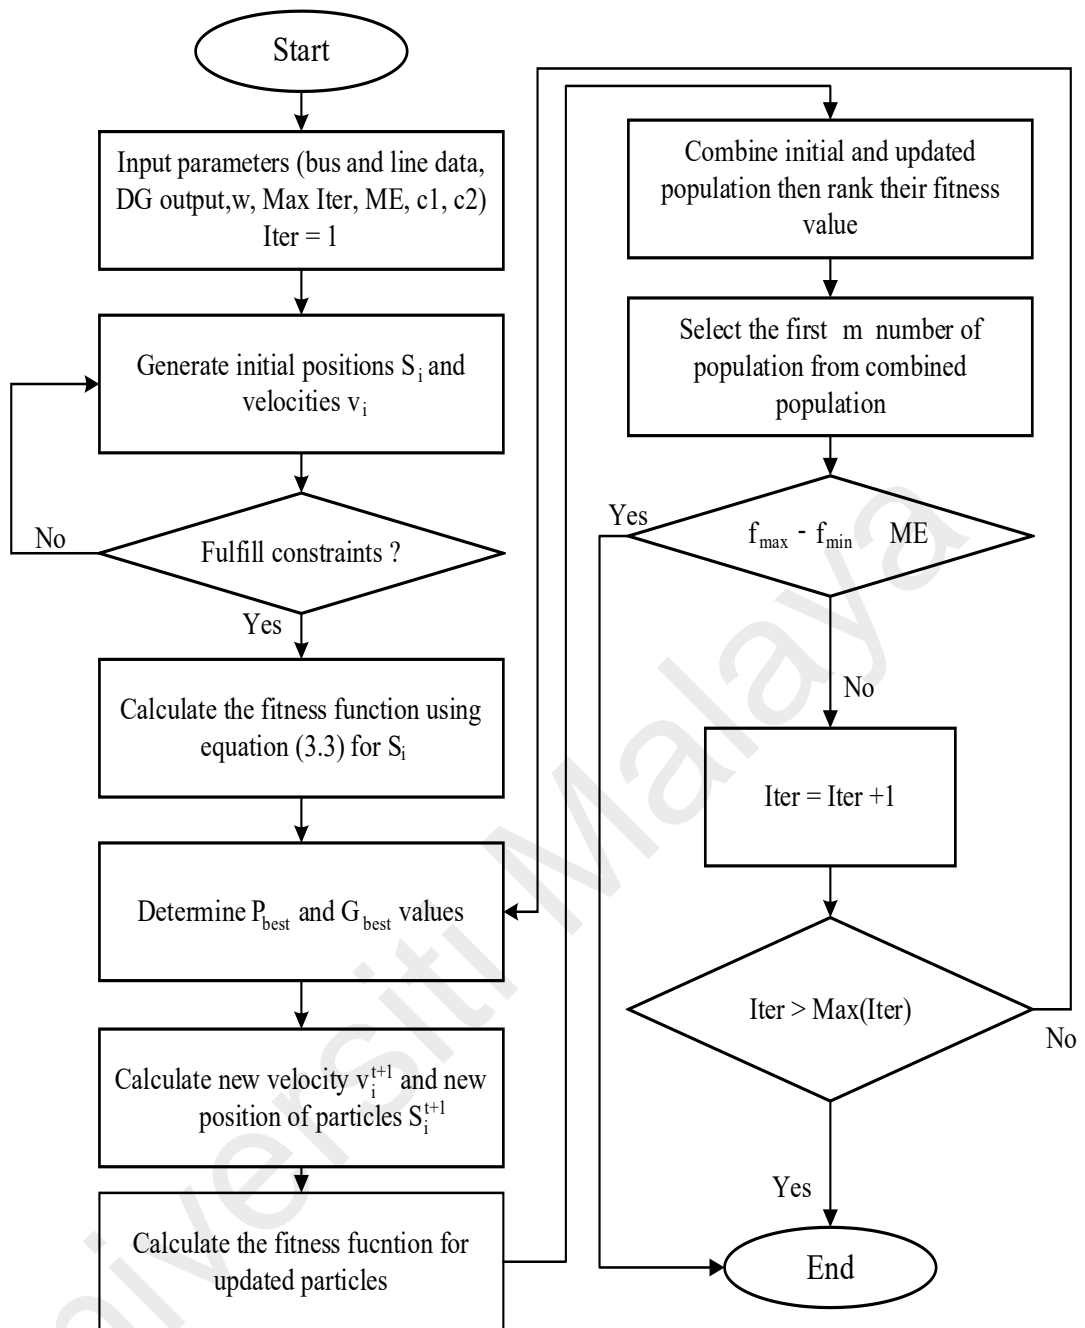 Start
Input parameters (bus and line data,
DG output,w, Max Iter, ME, c1, c2)
Iter = 1
Generate initial positions S_i and
velocities v_i
No
Fulfill constraints ?
Yes
Calculate the fitness function using
equation (3.3) for S_i
Determine P_best and G_best values
Calculate new velocity v_i^t+1 and new
position of particles S_i^t+1
Calculate the fitness fucntion for
updated particles
Combine initial and updated
population then rank their fitness
value
Select the first m number of
population from combined
population
Yes
f_max - f_min ME
No
Iter = Iter +1
Iter > Max(Iter)
No
Yes
End
niversiti Malaya